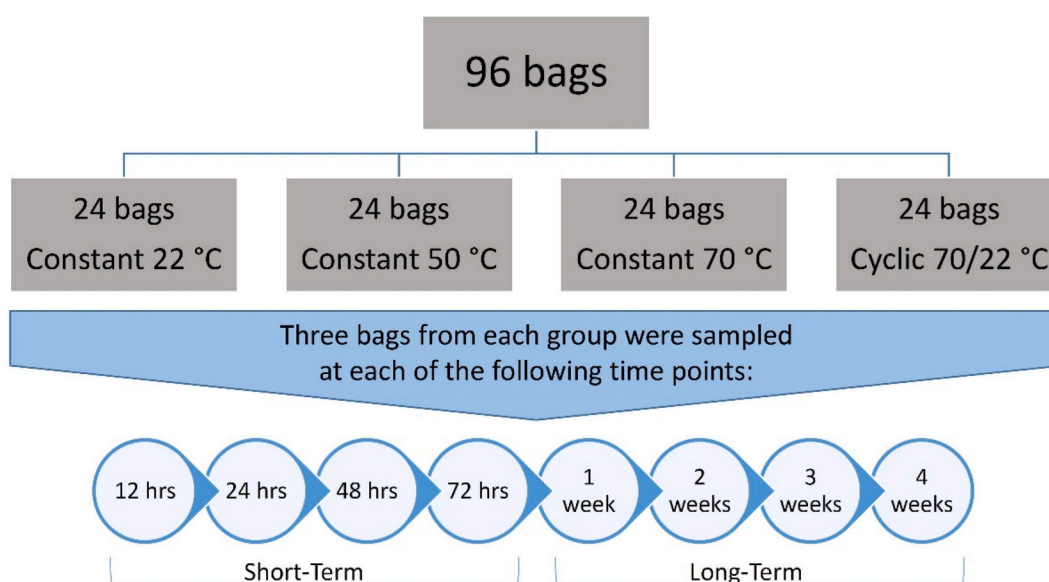 96 bags
24 bags
Constant 22 °C
24 bags
Constant 50 °C
24 bags
Constant 70 °C
24 bags
Cyclic 70/22 °C
Three bags from each group were sampled
at each of the following time points:
12 hrs
24 hrs
48 hrs
72 hrs
1
week
2
weeks
3
weeks
4
weeks
Short-Term
Long-Term